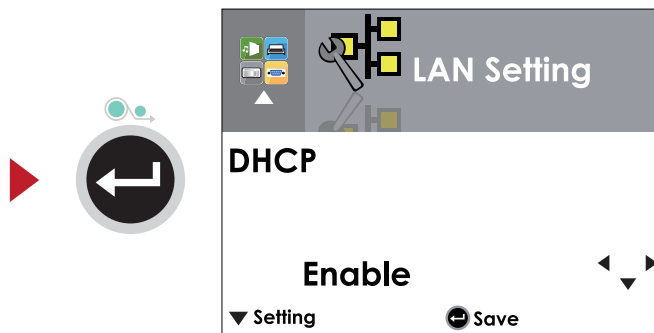 LAN Setting
DHCP
Enable
Setting
Save